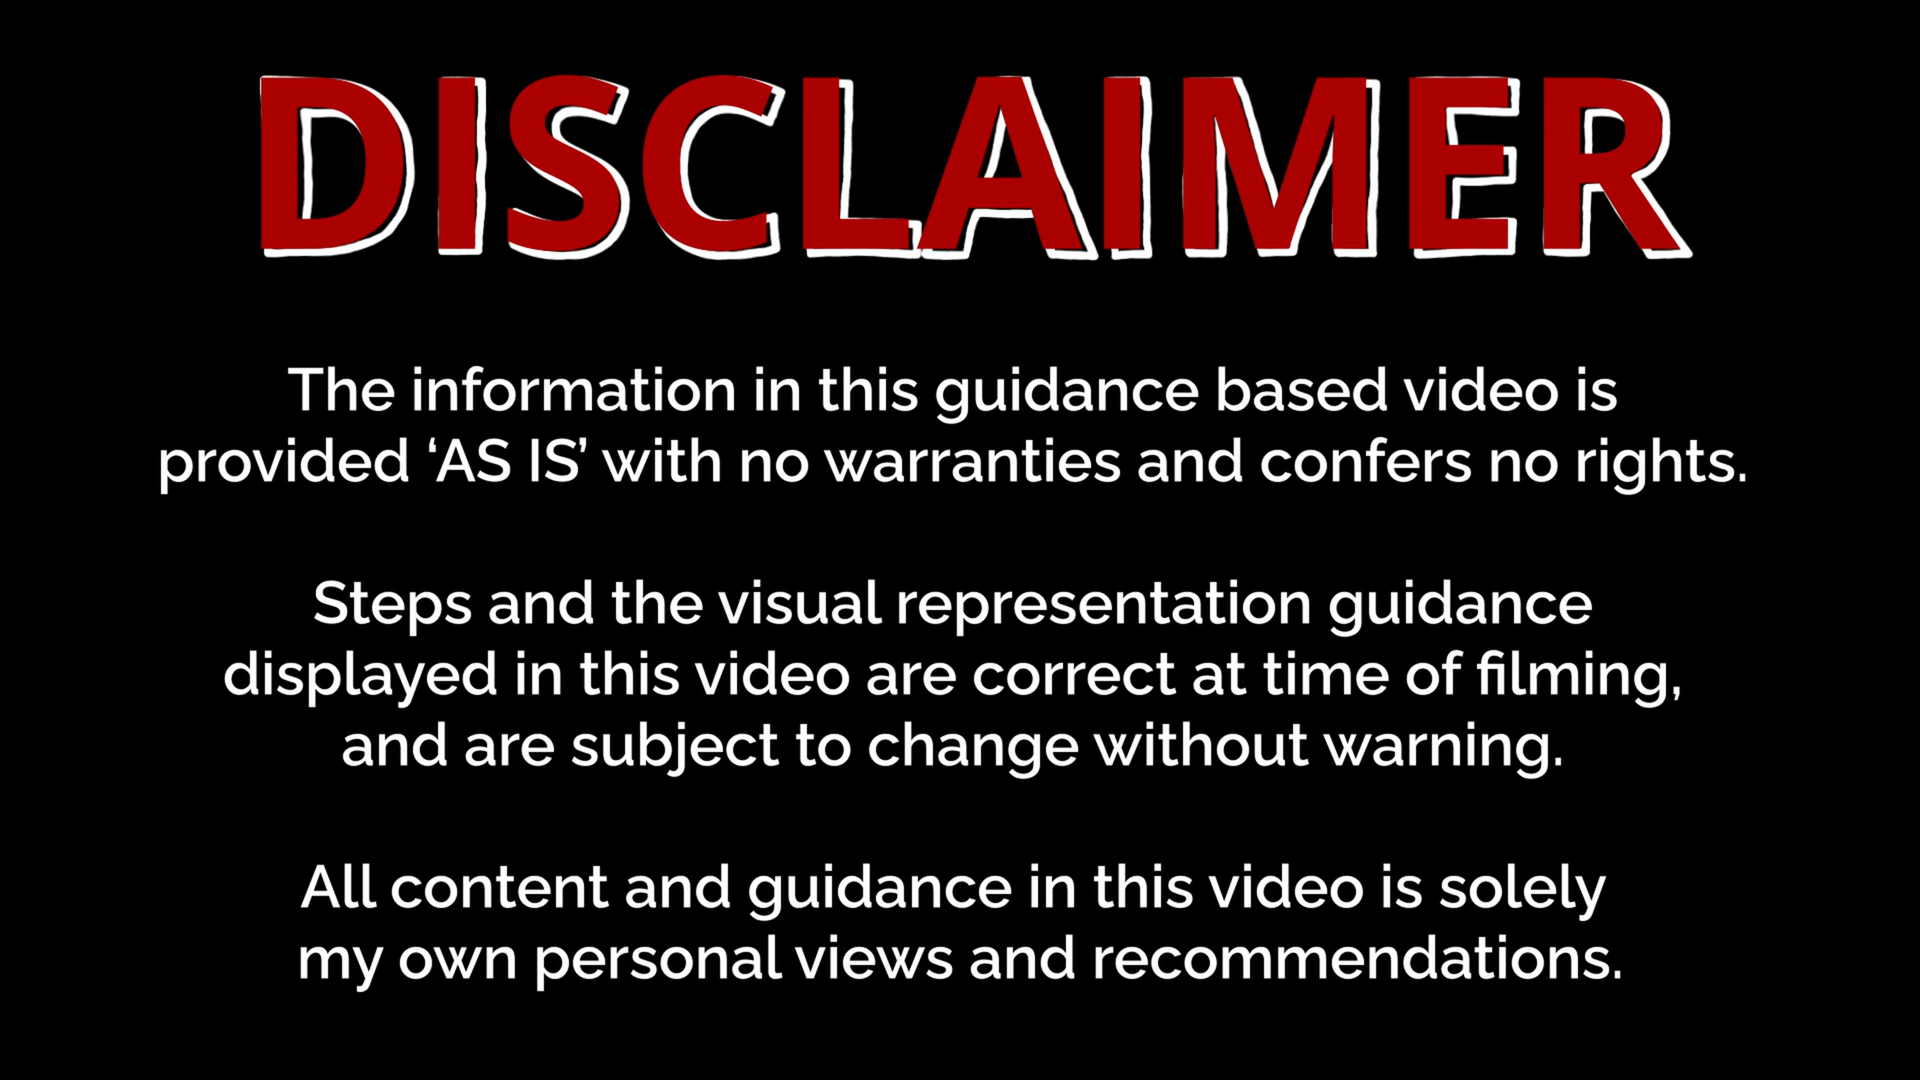 DISCLAIMER
The information in this guidance based video is
provided ‘AS IS’ with no warranties and confers no rights.
Steps and the visual representation guidance
displayed in this video are correct at time of filming,
and are subject to change without warning.
All content and guidance in this video is solely
my own personal views and recommendations.